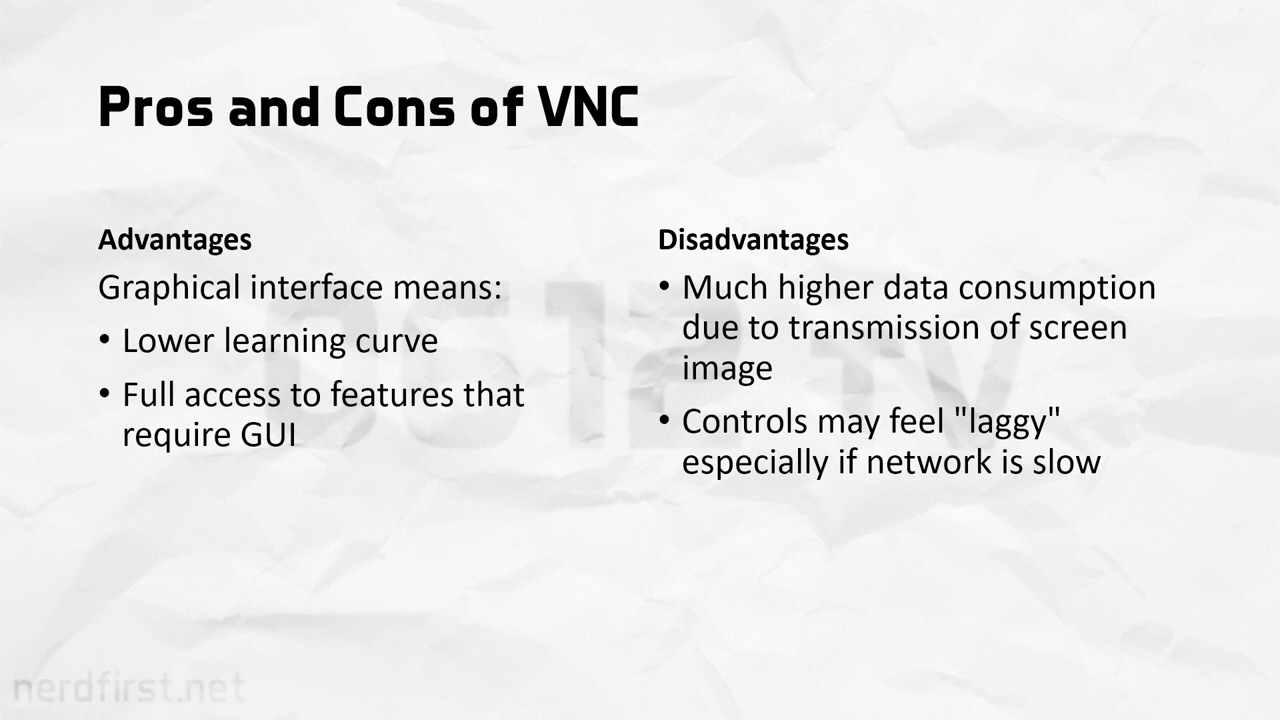 Pros and Cons of VNC
Advantages
Graphical interface means:
• Lower learning curve
• Full access to features that
require GUI
Disadvantages
• Much higher data consumption
due to transmission of screen
image
• Controls may feel "laggy"
especially if network is slow
0612 TV
nerdfirst.net